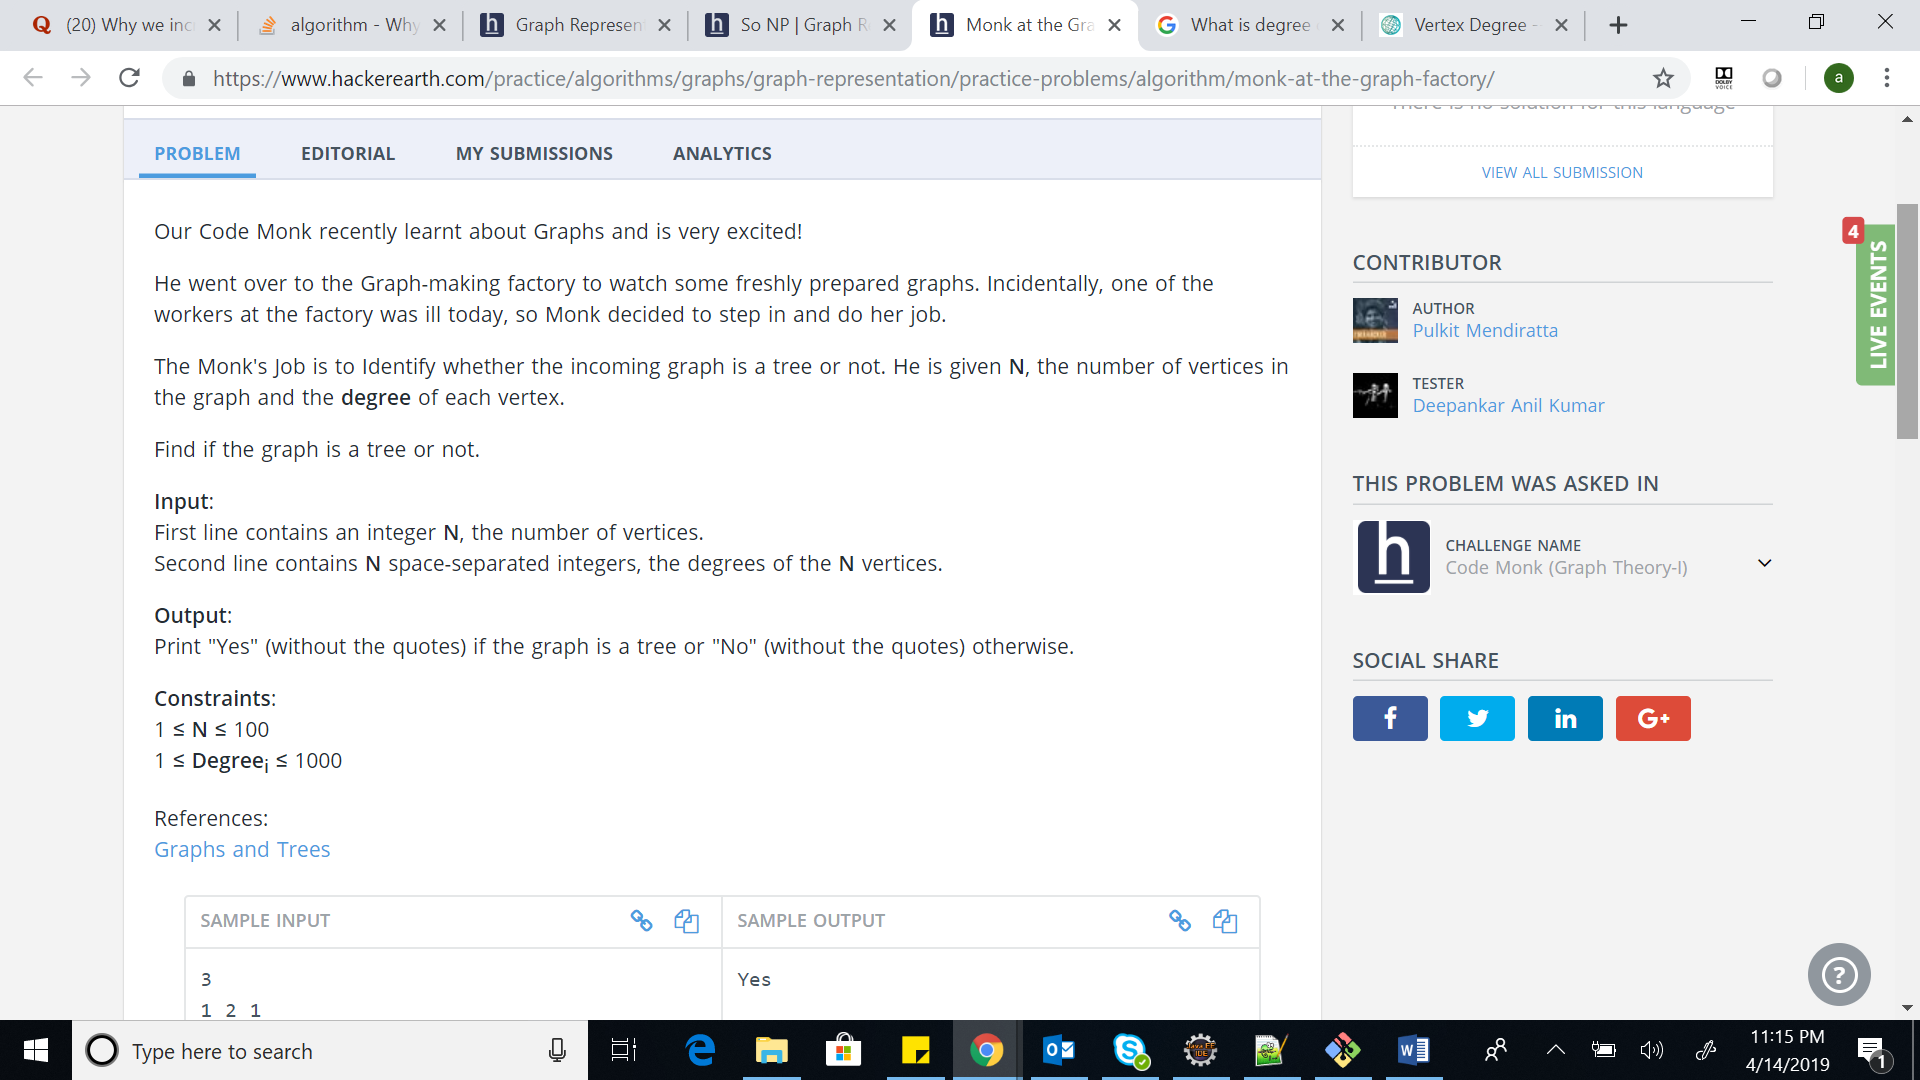 Q (20) Why we inc
algorithm - Why
h Graph Represen
h So NP | Graph R
h Monk at the Gra
G What is degree
Vertex Degree -
https://www.hackerearth.com/practice/algorithms/graphs/graph-representation/practice-problems/algorithm/monk-at-the-graph-factory/
DOLBY VOICE
a
There is no solution for this language
PROBLEM EDITORIAL MY SUBMISSIONS ANALYTICS
VIEW ALL SUBMISSION
Our Code Monk recently learnt about Graphs and is very excited!
He went over to the Graph-making factory to watch some freshly prepared graphs. Incidentally, one of the
workers at the factory was ill today, so Monk decided to step in and do her job.
The Monk's Job is to Identify whether the incoming graph is a tree or not. He is given N, the number of vertices in
the graph and the degree of each vertex.
Find if the graph is a tree or not.
Input:
First line contains an integer N, the number of vertices.
Second line contains N space-separated integers, the degrees of the N vertices.
Output:
Print "Yes" (without the quotes) if the graph is a tree or "No" (without the quotes) otherwise.
Constraints:
1 ≤ N ≤ 100
1 ≤ Degreeᵢ ≤ 1000
References:
Graphs and Trees
SAMPLE INPUT
3
1 2 1
SAMPLE OUTPUT
Yes
CONTRIBUTOR
AUTHOR
Pulkit Mendiratta
TESTER
Deepankar Anil Kumar
THIS PROBLEM WAS ASKED IN
h
CHALLENGE NAME
Code Monk (Graph Theory-I)
SOCIAL SHARE
f
in
G+
4
LIVE EVENTS
?
Type here to search
11:15 PM
4/14/2019
1